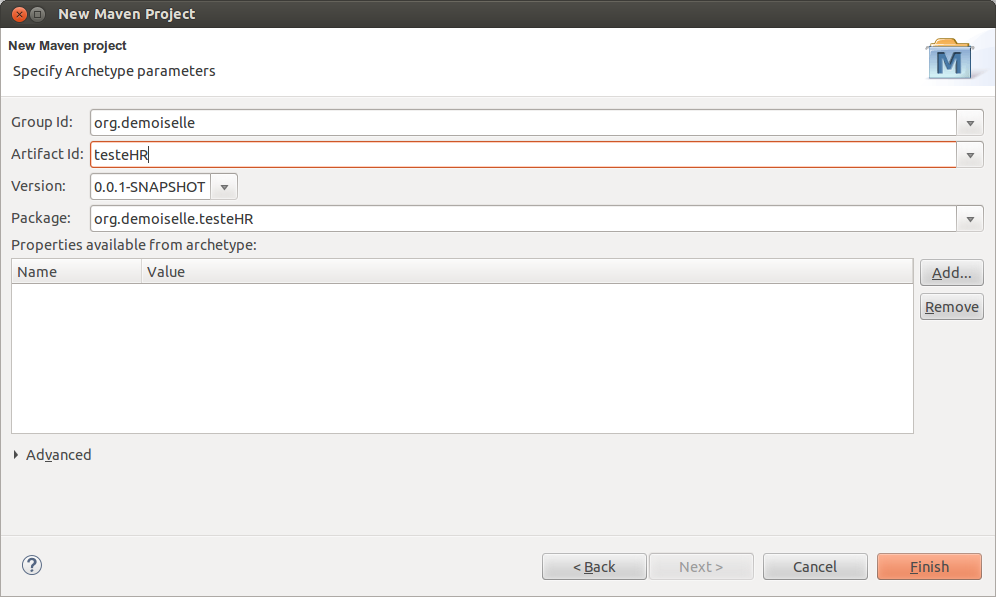 New Maven Project
New Maven project
Specify Archetype parameters
M
Group Id: org.demoiselle
Artifact Id: testeHR
Version: 0.0.1-SNAPSHOT
Package: org.demoiselle.testeHR
Properties available from archetype:
Name Value
Add...
Remove
Advanced
? < Back Next > Cancel Finish